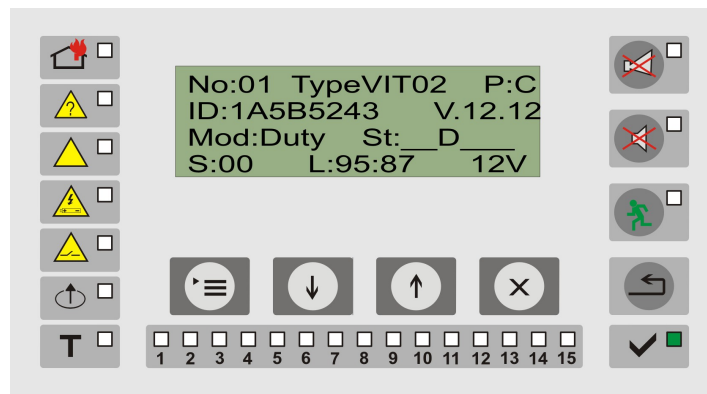 No:01 TypeVIT02 P:C
ID:1A5B5243 V.12.12
Mod:Duty St:__D___
S:00 L:95:87 12V
?
T
1 2 3 4 5 6 7 8 9 10 11 12 13 14 15